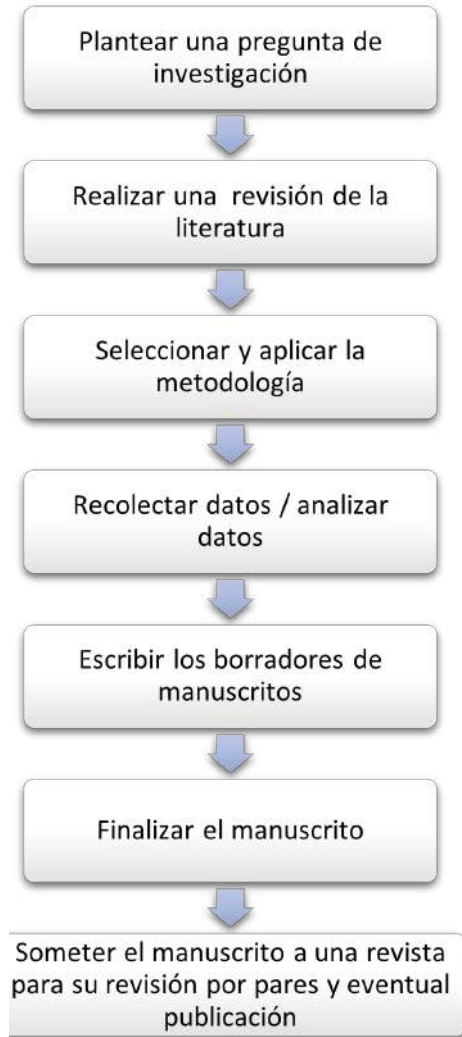 Plantear una pregunta de
investigación
Realizar una revisión de la
literatura
Seleccionar y aplicar la
metodología
Recolectar datos / analizar
datos
Escribir los borradores de
manuscritos
Finalizar el manuscrito
Someter el manuscrito a una revista
para su revisión por pares y eventual
publicación